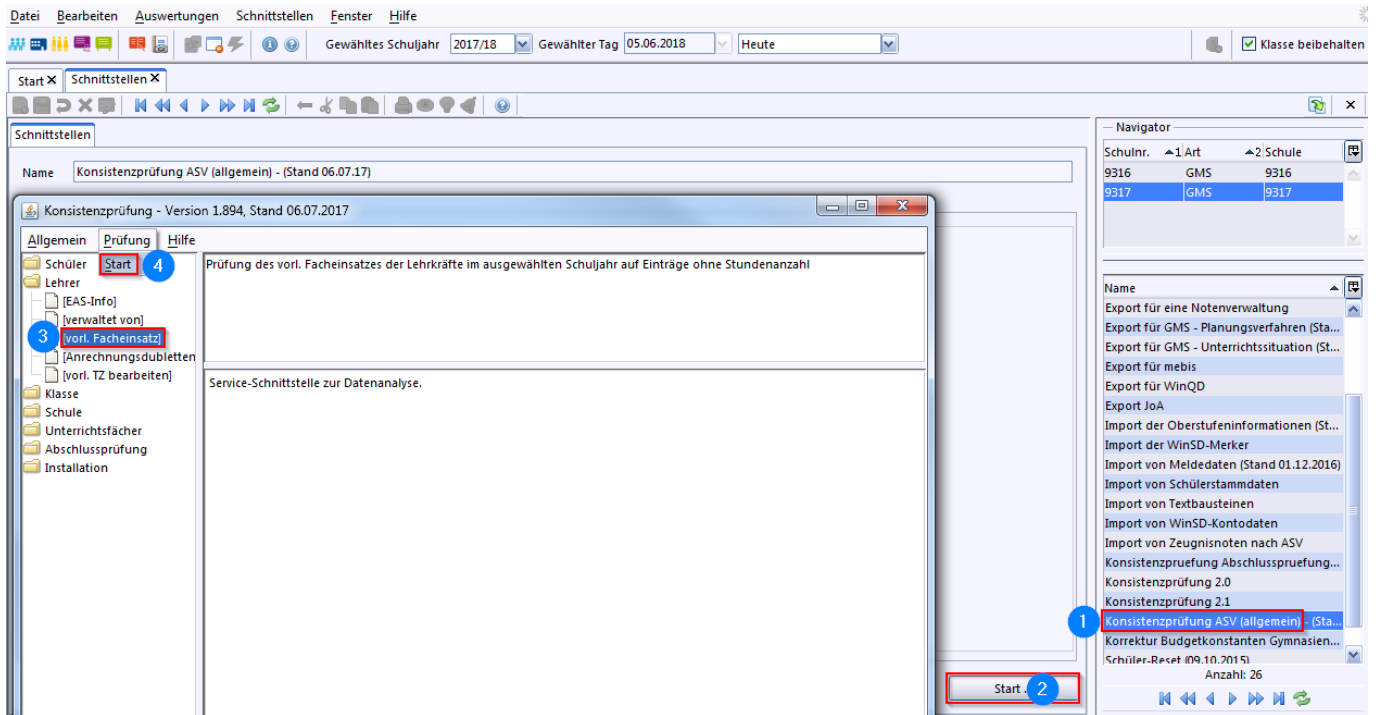 Datei Bearbeiten Auswertungen Schnittstellen Fenster Hilfe
Gewähltes Schuljahr 2017/18 Gewählter Tag 05.06.2018 Heute Klasse beibehalten
Start Schnittstellen
Schnittstellen
Name Konsistenzprüfung ASV (allgemein) - (Stand 06.07.17)
Konsistenzprüfung - Version 1.894, Stand 06.07.2017
Allgemein Prüfung Hilfe
Start 4
Schüler
Lehrer
[EAS-Info]
[verwaltet von]
3 [vorl. Facheinsatz]
[Anrechnungsdubletten
[vorl. TZ bearbeiten]
Klasse
Schule
Unterrichtsfächer
Abschlussprüfung
Installation
Prüfung des vorl. Facheinsatzes der Lehrkräfte im ausgewählten Schuljahr auf Einträge ohne Stundenanzahl
Service-Schnittstelle zur Datenanalyse.
Start . 2
Navigator
Schulnr. 1 Art 2 Schule
9316 GMS 9316
9317 GMS 9317
Name
Export für eine Notenverwaltung
Export für GMS - Planungsverfahren (Sta...
Export für GMS - Unterrichtssituation (St...
Export für mebis
Export für WinQD
Export JoA
Import der Oberstufeninformationen (St...
Import der WinSD-Merker
Import von Meldedaten (Stand 01.12.2016)
Import von Schülerstammdaten
Import von Textbausteinen
Import von WinSD-Kontodaten
Import von Zeugnisnoten nach ASV
Konsistenzpruefung Abschlusspruefung...
Konsistenzprüfung 2.0
Konsistenzprüfung 2.1
1 Konsistenzprüfung ASV (allgemein) - (Sta...
Korrektur Budgetkonstanten Gymnasien...
Schüler-Reset (09.10.2015)
Anzahl: 26